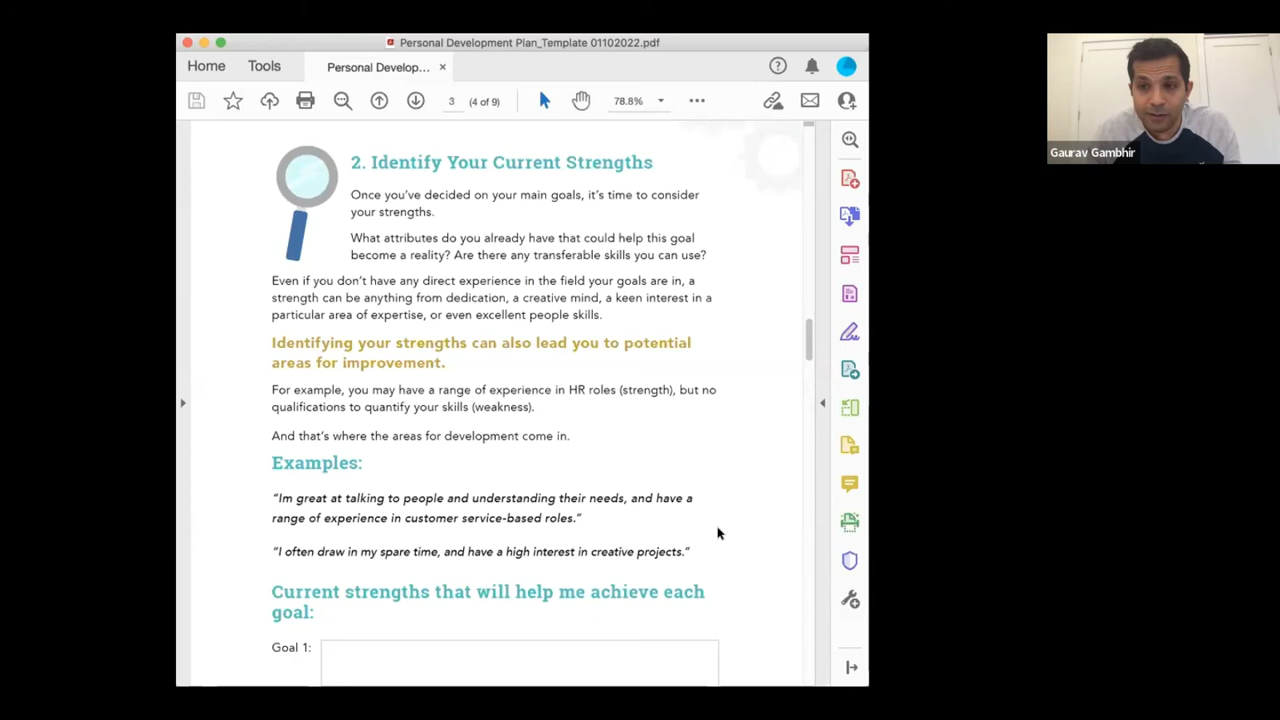 Personal Development Plan_Template 01102022.pdf
Home Tools Personal Develop... ×
3 (4 of 9) 78.8%
Gaurav Gambhir
2. Identify Your Current Strengths
Once you've decided on your main goals, it's time to consider
your strengths.
What attributes do you already have that could help this goal
become a reality? Are there any transferable skills you can use?
Even if you don't have any direct experience in the field your goals are in, a
strength can be anything from dedication, a creative mind, a keen interest in a
particular area of expertise, or even excellent people skills.
Identifying your strengths can also lead you to potential
areas for improvement.
For example, you may have a range of experience in HR roles (strength), but no
qualifications to quantify your skills (weakness).
And that's where the areas for development come in.
Examples:
"Im great at talking to people and understanding their needs, and have a
range of experience in customer service-based roles."
"I often draw in my spare time, and have a high interest in creative projects."
Current strengths that will help me achieve each
goal:
Goal 1: